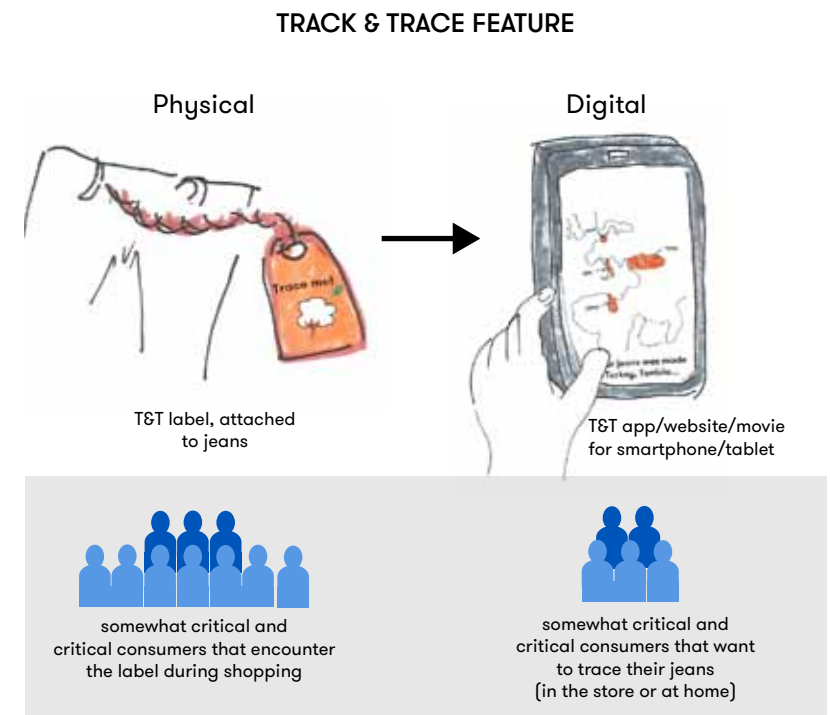 TRACK & TRACE FEATURE
Physical
Digital
Trace me!
jeans was made
Turkey,
T&T label, attached
to jeans
T&T app/website/movie
for smartphone/tablet
somewhat critical and
critical consumers that encounter
the label during shopping
somewhat critical and
critical consumers that want
to trace their jeans
(in the store or at home)